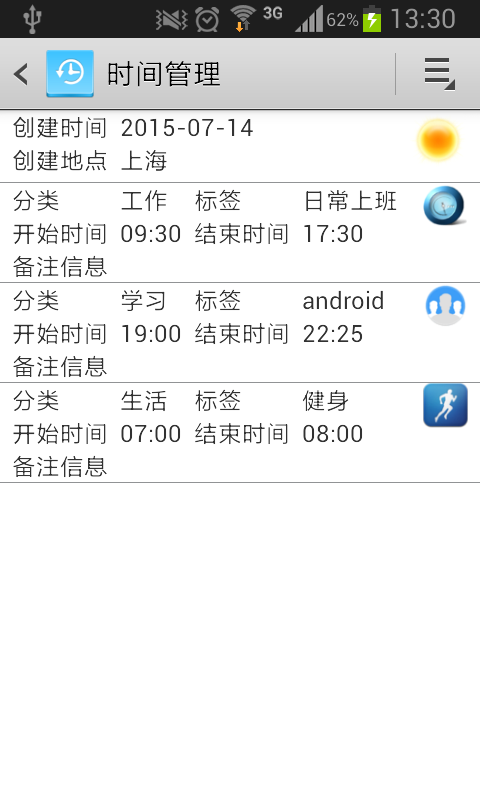 3G 62% 13:30
时间管理
创建时间 2015-07-14
创建地点 上海
分类 工作 标签 日常上班
开始时间 09:30 结束时间 17:30
备注信息
分类 学习 标签 android
开始时间 19:00 结束时间 22:25
备注信息
分类 生活 标签 健身
开始时间 07:00 结束时间 08:00
备注信息